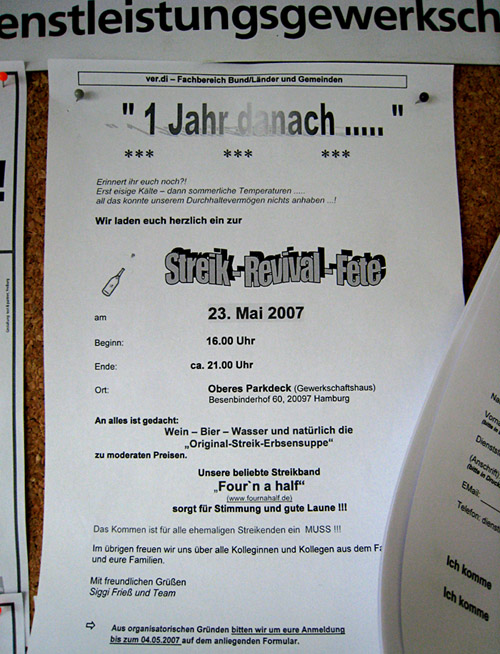 enstleistungsgewerksch
ver.di – Fachbereich Bund/Länder und Gemeinden
" 1 Jahr danach ..... "
*** *** ***
Erinnert ihr euch noch?!
Erst eisige Kälte – dann sommerliche Temperaturen .....
all das konnte unserem Durchhaltevermögen nichts anhaben ...!
Wir laden euch herzlich ein zur
Streik-Revival-Fete
am 23. Mai 2007
Beginn: 16.00 Uhr
Ende: ca. 21.00 Uhr
Ort: Oberes Parkdeck (Gewerkschaftshaus)
Besenbinderhof 60, 20097 Hamburg
An alles ist gedacht:
Wein – Bier – Wasser und natürlich die
„Original-Streik-Erbsensuppe"
zu moderaten Preisen.
Unsere beliebte Streikband
„Four`n a half"
(www.fournahalf.de)
sorgt für Stimmung und gute Laune !!!
Das Kommen ist für alle ehemaligen Streikenden ein MUSS !!!
Im übrigen freuen wir uns über alle Kolleginnen und Kollegen aus dem Fa
und eure Familien.
Mit freundlichen Grüßen
Siggi Frieß und Team
⇨ Aus organisatorischen Gründen bitten wir um eure Anmeldung
bis zum 04.05.2007 auf dem anliegenden Formular.
!
Na
Vorna
Dienstst
(Anschrift)
EMail:
Telefon: dienstl
Ich komme
Ich komme